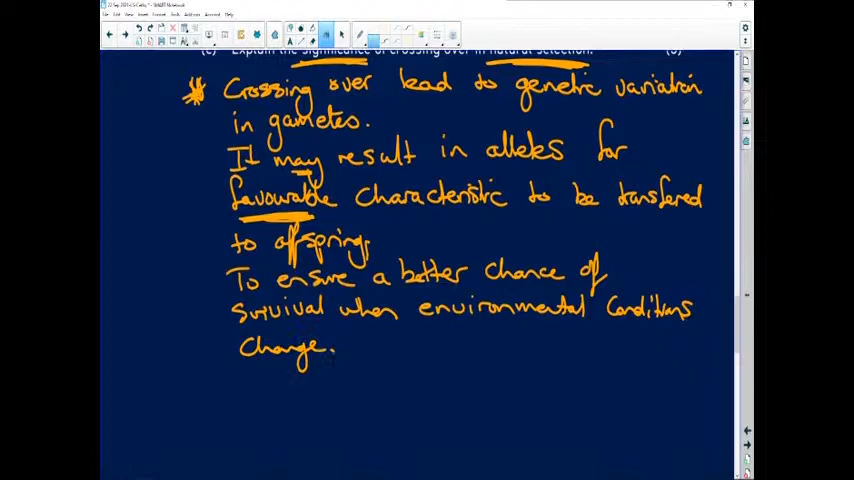 (c) Explain the significance of crossing over in natural selection. (3)
Crossing over lead to genetic variation
in gametes.
It may result in alleles for
favourable characteristic to be transferred
to offspring,
To ensure a better chance of
survival when environmental conditions
change.